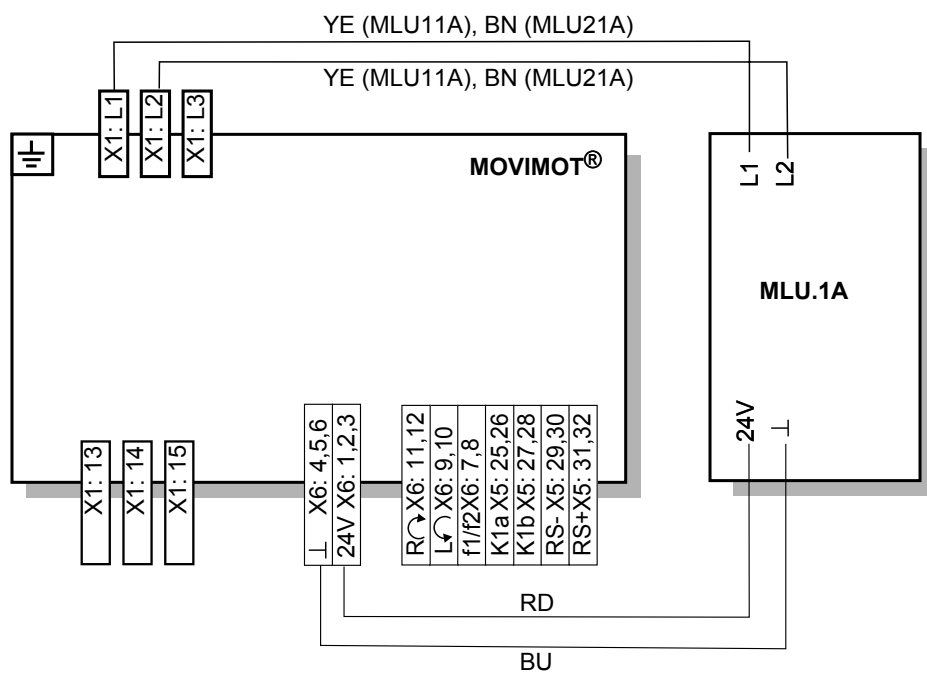 YE (MLU11A), BN (MLU21A)
YE (MLU11A), BN (MLU21A)
X1: L1
X1: L2
X1: L3
MOVIMOT®
L1
L2
MLU.1A
24V
⊥
X1: 13
X1: 14
X1: 15
⊥ X6: 4,5,6
24V X6: 1,2,3
R X6: 11,12
L X6: 9,10
f1/f2X6: 7,8
K1a X5: 25,26
K1b X5: 27,28
RS- X5: 29,30
RS+X5: 31,32
RD
BU